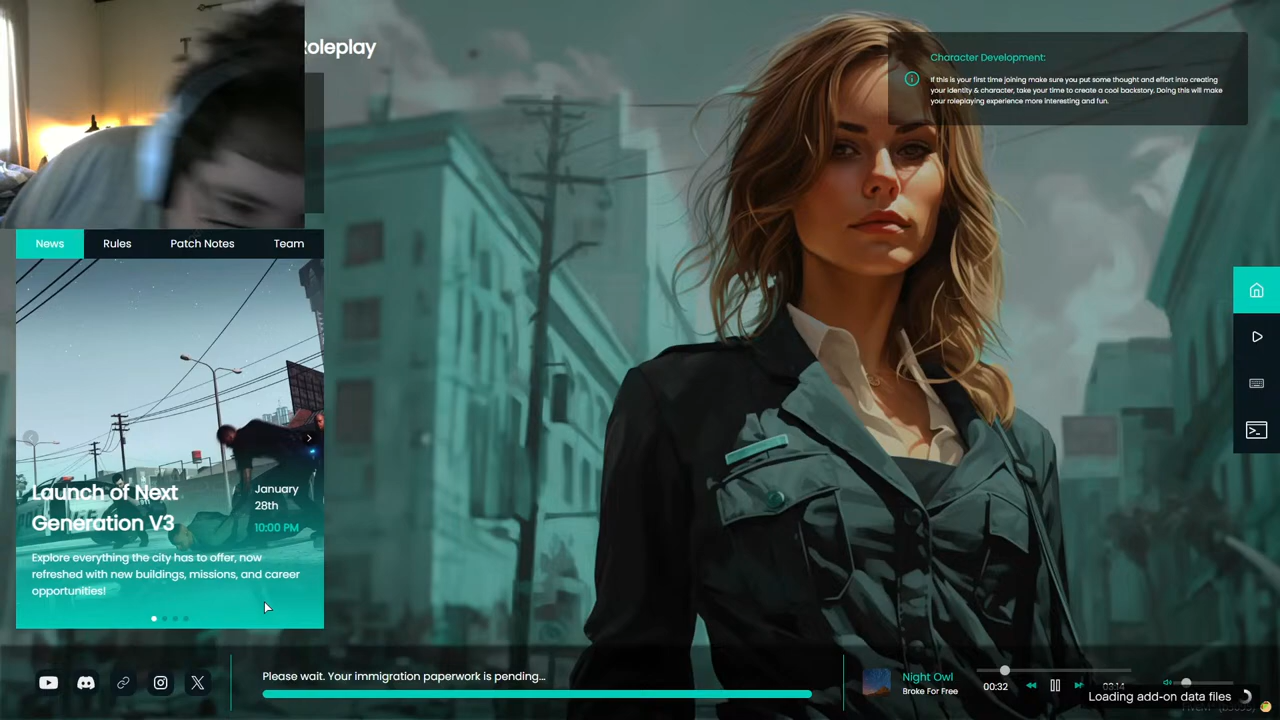 Roleplay
Character Development:
If this is your first time joining make sure you put some thought and effort into creating
your identity & character, take your time to create a cool backstory. Doing this will make
your roleplaying experience more interesting and fun.
News
Rules
Patch Notes
Team
Launch of Next
Generation V3
January
28th
10:00 PM
Explore everything the city has to offer, now
refreshed with new buildings, missions, and career
opportunities!
Please wait. Your immigration paperwork is pending...
Night Owl
Broke For Free
00:32
03:14
Loading add-on data files